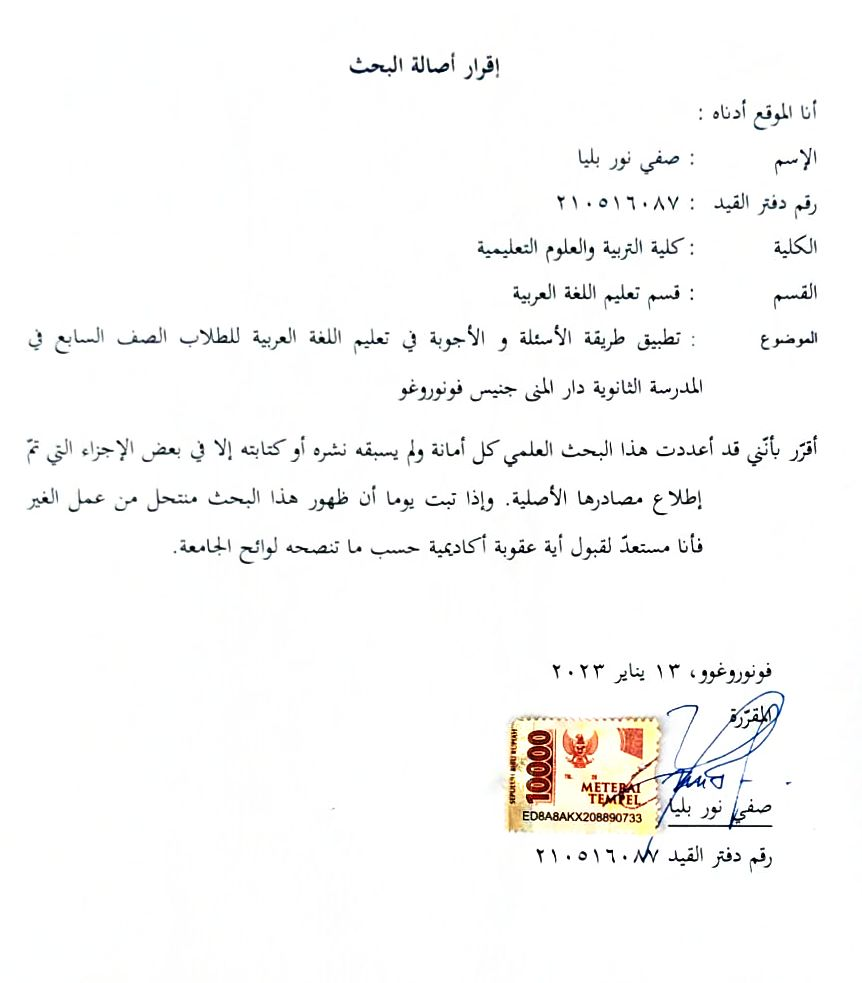 إقرار أصالة البحث
أنا الموقع أدناه :
الإسم : صفي نور بليا
رقم دفتر القيد : ٢١٠٥١٦٠٨٧
الكلية : كلية التربية والعلوم التعليمية
القسم : قسم تعليم اللغة العربية
الموضوع : تطبيق طريقة الأسئلة و الأجوبة في تعليم اللغة العربية للطلاب الصف السابع في
المدرسة الثانوية دار المنى جنيس فونوروغو
أقرّر بأنّني قد أعددت هذا البحث العلمي كل أمانة ولم يسبقه نشره أو كتابته إلا في بعض الإجزاء التي تمّ
إطلاع مصادرها الأصلية. وإذا تبت يوما أن ظهور هذا البحث منتحل من عمل الغير
فأنا مستعدّ لقبول أية عقوبة أكاديمية حسب ما تنصحه لوائح الجامعة.
فونوروغوو، ١٣ يناير ٢٠٢٣
المقرّرة
SEPULUH RIBU RUPIAH
10000
TGL. 20
METERAI
TEMPEL
ED8A8AKX208890733
صفي نور بليا
رقم دفتر القيد ٢١٠٥١٦٠٨٧